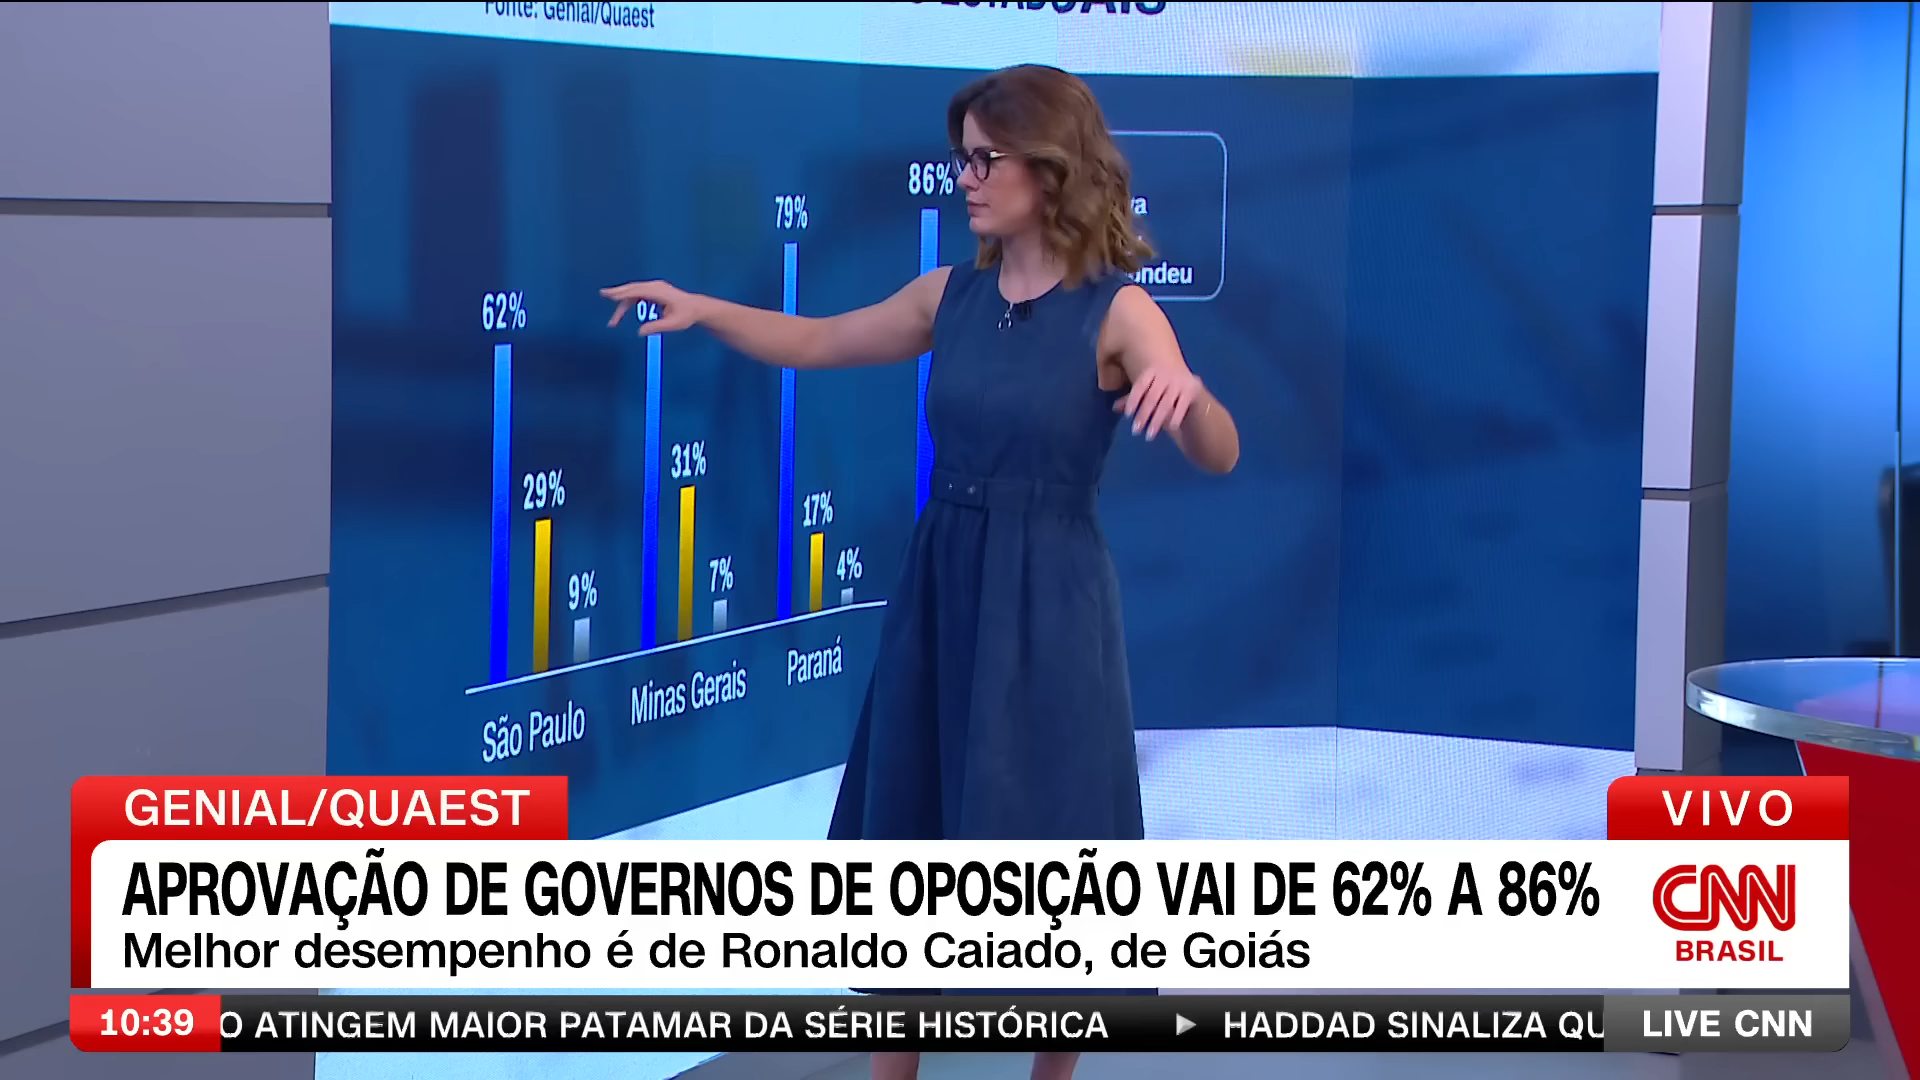 Fonte: Genial/Quaest
86%
79%
62%
62
31%
29%
17%
9%
7%
4%
São Paulo
Minas Gerais
Paraná
GENIAL/QUAEST
VIVO
APROVAÇÃO DE GOVERNOS DE OPOSIÇÃO VAI DE 62% A 86%
Melhor desempenho é de Ronaldo Caiado, de Goiás
CNN
BRASIL
10:39
O ATINGEM MAIOR PATAMAR DA SÉRIE HISTÓRICA
HADDAD SINALIZA QU
LIVE CNN